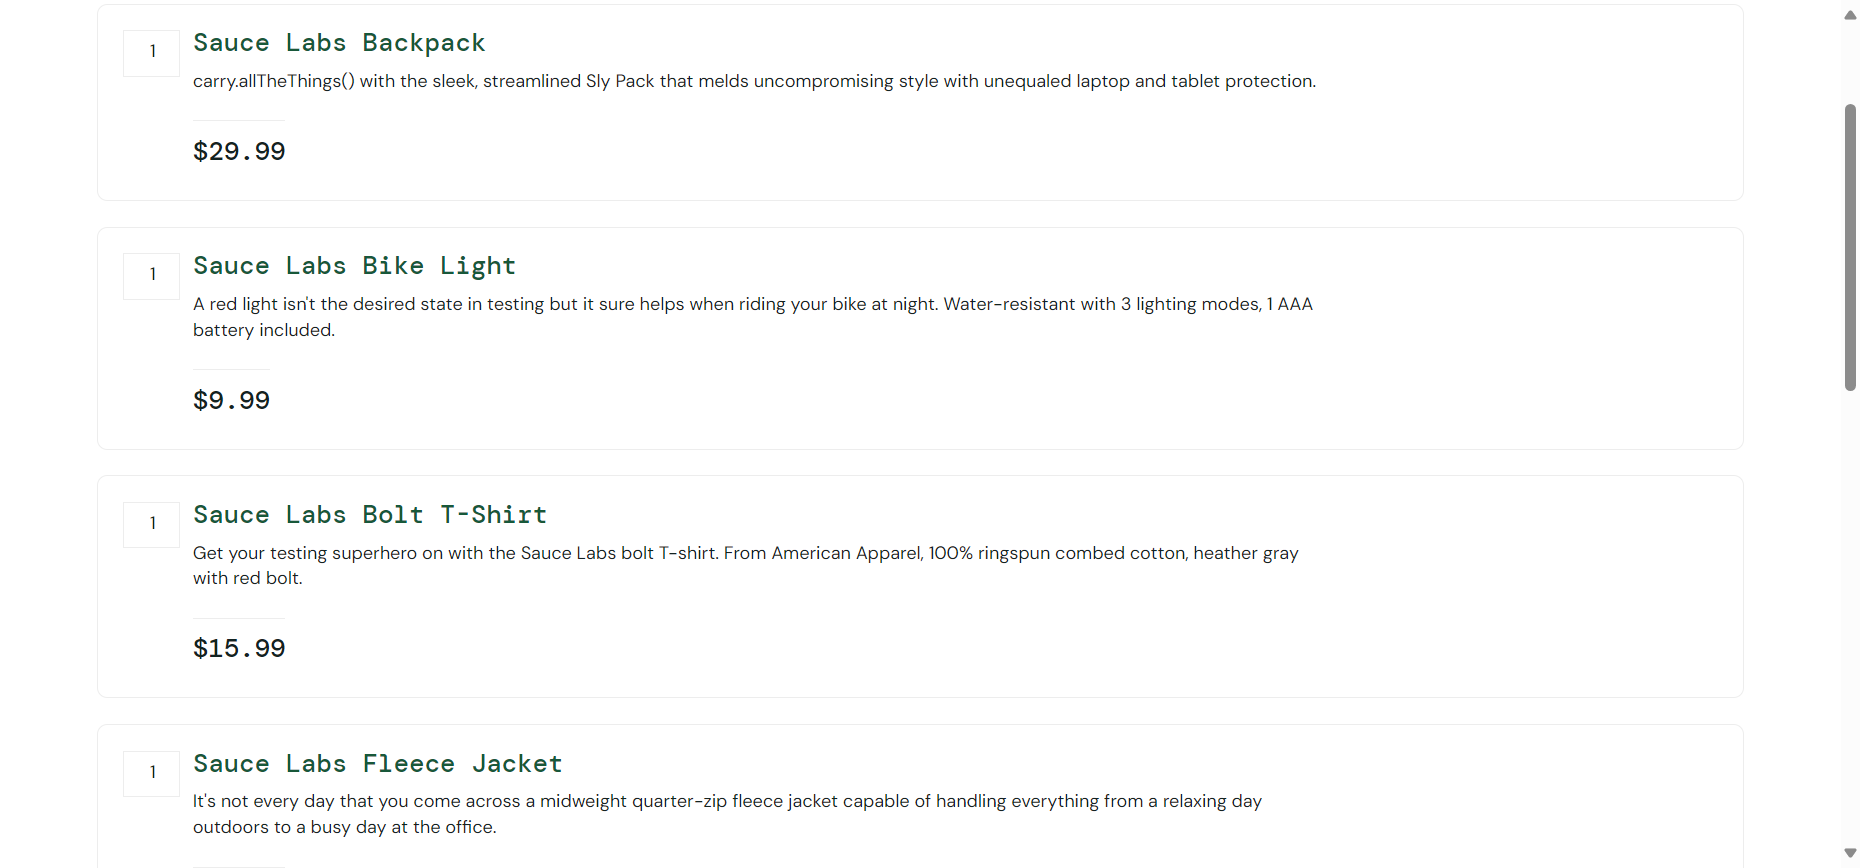 1
Sauce Labs Backpack
carry.allTheThings() with the sleek, streamlined Sly Pack that melds uncompromising style with unequaled laptop and tablet protection.
$29.99
1
Sauce Labs Bike Light
A red light isn't the desired state in testing but it sure helps when riding your bike at night. Water-resistant with 3 lighting modes, 1 AAA
battery included.
$9.99
1
Sauce Labs Bolt T-Shirt
Get your testing superhero on with the Sauce Labs bolt T-shirt. From American Apparel, 100% ringspun combed cotton, heather gray
with red bolt.
$15.99
1
Sauce Labs Fleece Jacket
It's not every day that you come across a midweight quarter-zip fleece jacket capable of handling everything from a relaxing day
outdoors to a busy day at the office.